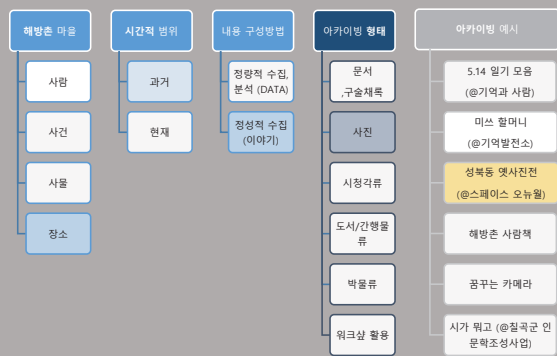 해방촌 마을
사람
사건
사물
장소
시간적 범위
과거
현재
내용 구성방법
정량적 수집,
분석 (DATA)
정성적 수집
(이야기)
아카이빙 형태
문서
,구술채록
사진
시청각류
도서/간행물
류
박물류
워크샾 활용
아카이빙 예시
5.14 일기 모음
(@기억과 사람)
미쓰 할머니
(@기억발전소)
성북동 옛사진전
(@스페이스 오뉴월)
해방촌 사람책
꿈꾸는 카메라
시가 뭐고 (@칠곡군 인
문학조성사업)